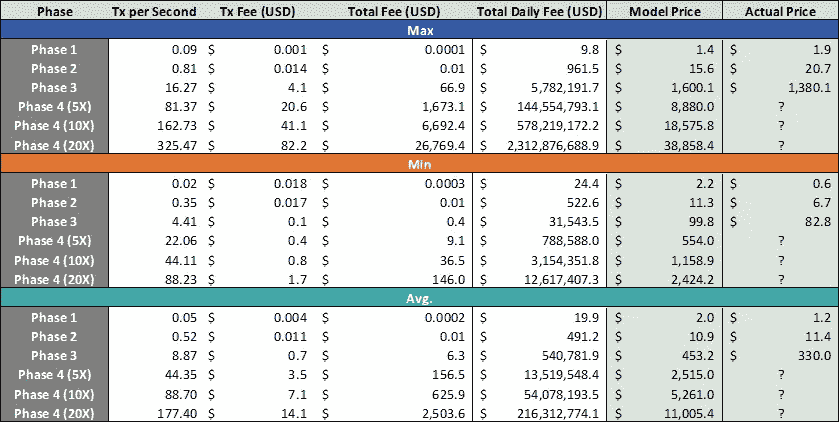 Phase Tx per Second Tx Fee (USD) Total Fee (USD) Total Daily Fee (USD) Model Price Actual Price
Max
Phase 1 0.09 $ 0.001 $ 0.0001 $ 9.8 $ 1.4 $ 1.9
Phase 2 0.81 $ 0.014 $ 0.01 $ 961.5 $ 15.6 $ 20.7
Phase 3 16.27 $ 4.1 $ 66.9 $ 5,782,191.7 $ 1,600.1 $ 1,380.1
Phase 4 (5X) 81.37 $ 20.6 $ 1,673.1 $ 144,554,793.1 $ 8,880.0 ?
Phase 4 (10X) 162.73 $ 41.1 $ 6,692.4 $ 578,219,172.2 $ 18,575.8 ?
Phase 4 (20X) 325.47 $ 82.2 $ 26,769.4 $ 2,312,876,688.9 $ 38,858.4 ?
Min
Phase 1 0.02 $ 0.018 $ 0.0003 $ 24.4 $ 2.2 $ 0.6
Phase 2 0.35 $ 0.017 $ 0.01 $ 522.6 $ 11.3 $ 6.7
Phase 3 4.41 $ 0.1 $ 0.4 $ 31,543.5 $ 99.8 $ 82.8
Phase 4 (5X) 22.06 $ 0.4 $ 9.1 $ 788,588.0 $ 554.0 ?
Phase 4 (10X) 44.11 $ 0.8 $ 36.5 $ 3,154,351.8 $ 1,158.9 ?
Phase 4 (20X) 88.23 $ 1.7 $ 146.0 $ 12,617,407.3 $ 2,424.2 ?
Avg.
Phase 1 0.05 $ 0.004 $ 0.0002 $ 19.9 $ 2.0 $ 1.2
Phase 2 0.52 $ 0.011 $ 0.01 $ 491.2 $ 10.9 $ 11.4
Phase 3 8.87 $ 0.7 $ 6.3 $ 540,781.9 $ 453.2 $ 330.0
Phase 4 (5X) 44.35 $ 3.5 $ 156.5 $ 13,519,548.4 $ 2,515.0 ?
Phase 4 (10X) 88.70 $ 7.1 $ 625.9 $ 54,078,193.5 $ 5,261.0 ?
Phase 4 (20X) 177.40 $ 14.1 $ 2,503.6 $ 216,312,774.1 $ 11,005.4 ?